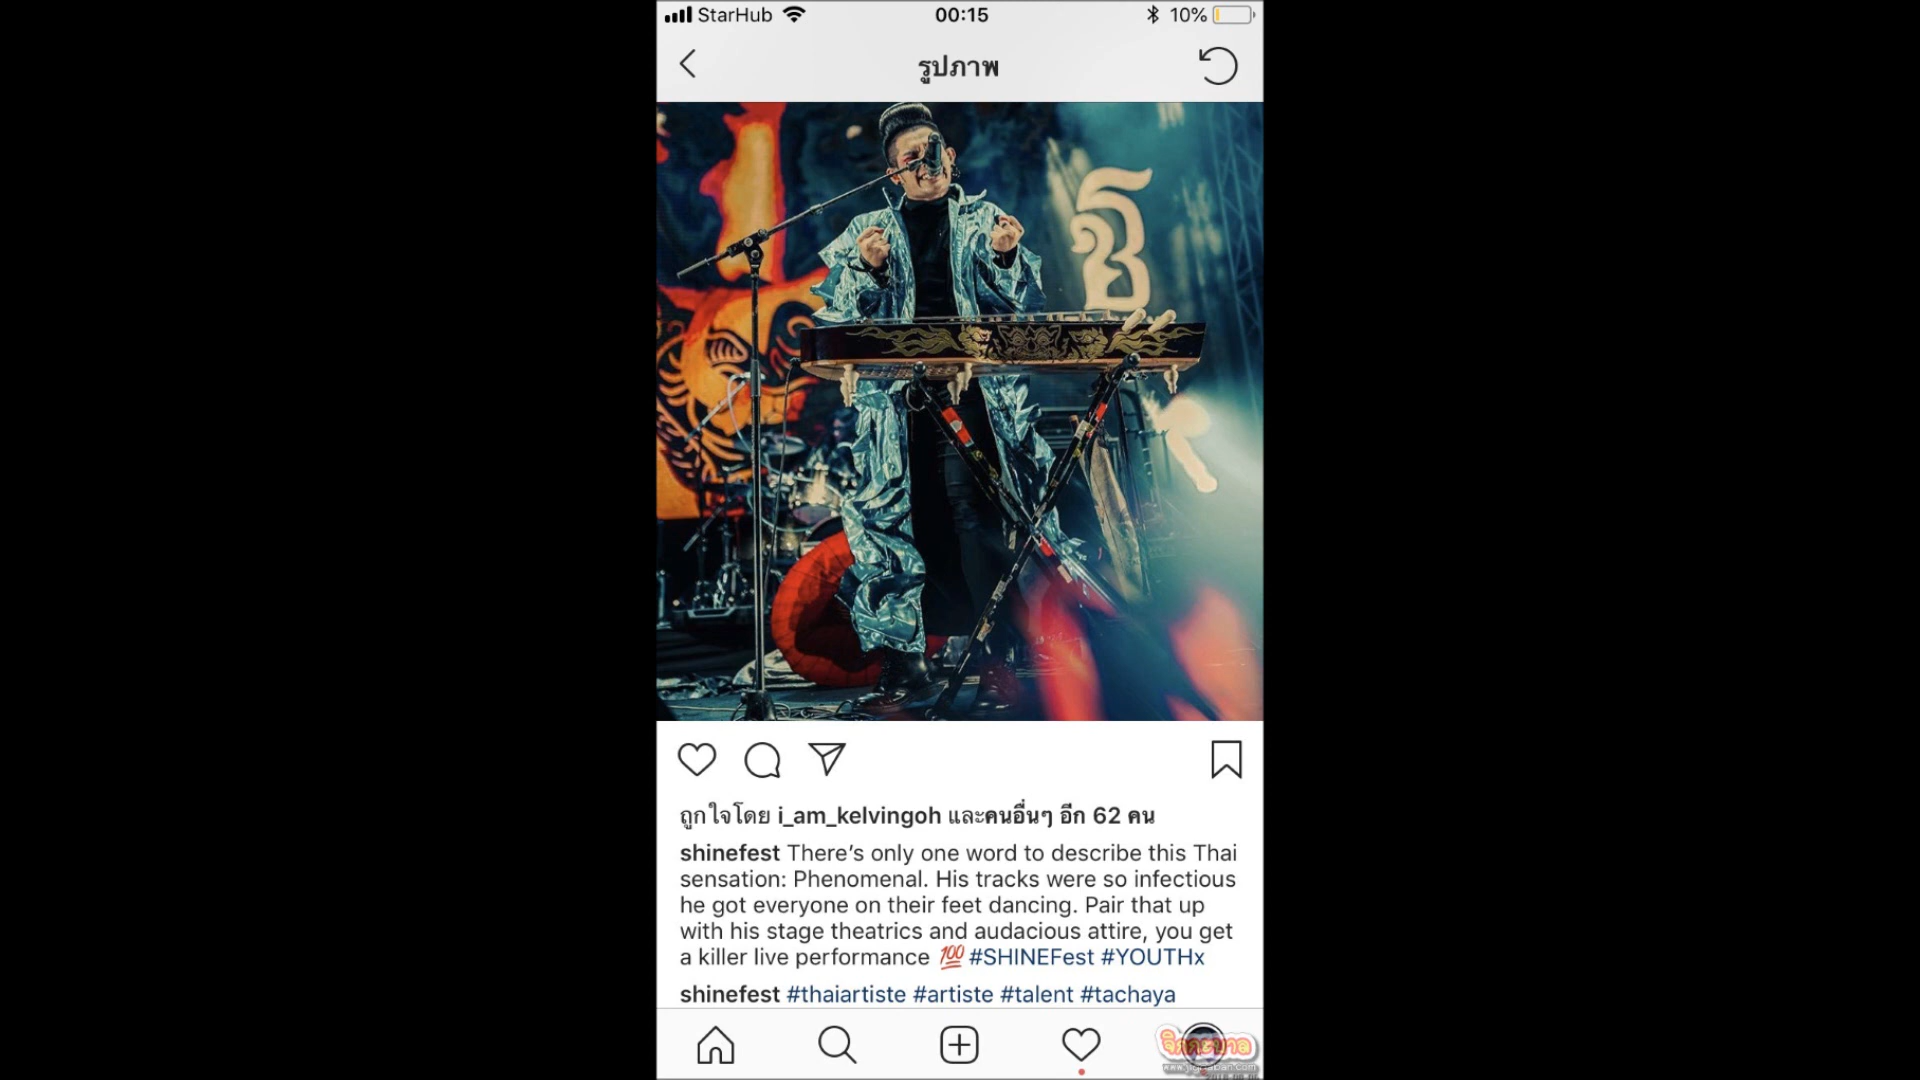 StarHub 00:15 10%
รูปภาพ
ถูกใจโดย i_am_kelvingoh และคนอื่นๆ อีก 62 คน
shinefest There’s only one word to describe this Thai
sensation: Phenomenal. His tracks were so infectious
he got everyone on their feet dancing. Pair that up
with his stage theatrics and audacious attire, you get
a killer live performance 💯 #SHINEFest #YOUTHx
shinefest #thaiartiste #artiste #talent #tachaya